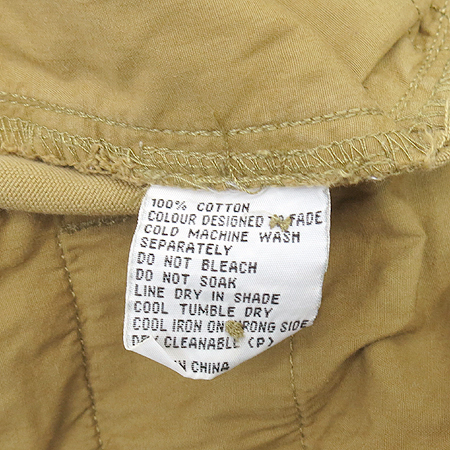 100% COTTON
COLOUR DESIGNED FADE
COLD MACHINE WASH
SEPARATELY
DO NOT BLEACH
DO NOT SOAK
LINE DRY IN SHADE
COOL TUMBLE DRY
COOL IRON ON WRONG SIDE
DRY CLEANABLE (P)
IN CHINA